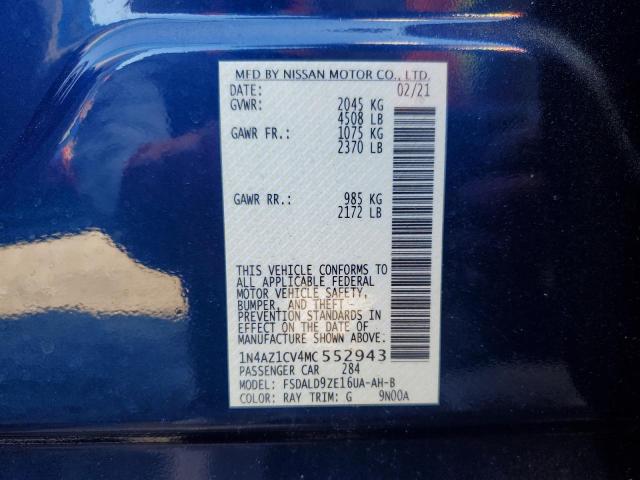 MFD BY NISSAN MOTOR CO., LTD.
DATE: 02/21
GVWR: 2045 KG
4508 LB
GAWR FR.: 1075 KG
2370 LB
GAWR RR.: 985 KG
2172 LB
THIS VEHICLE CONFORMS TO
ALL APPLICABLE FEDERAL
MOTOR VEHICLE SAFETY,
BUMPER, AND THEFT
PREVENTION STANDARDS IN
EFFECT ON THE DATE OF
MANUFACTURE SHOWN ABOVE.
1N4AZ1CV4MC552943
PASSENGER CAR 284
MODEL: FSDALD9ZE16UA-AH-B
COLOR: RAY TRIM: G 9N00A